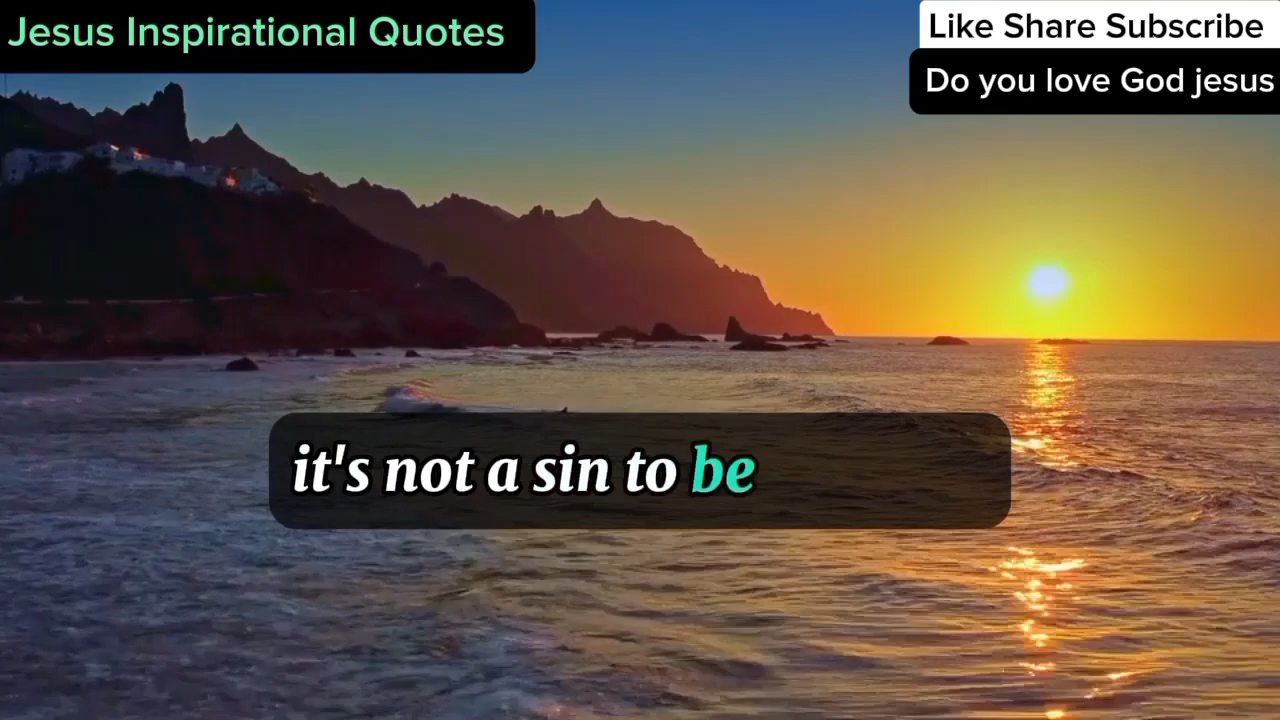 Jesus Inspirational Quotes
Like Share Subscribe
Do you love God jesus
it's not a sin to be